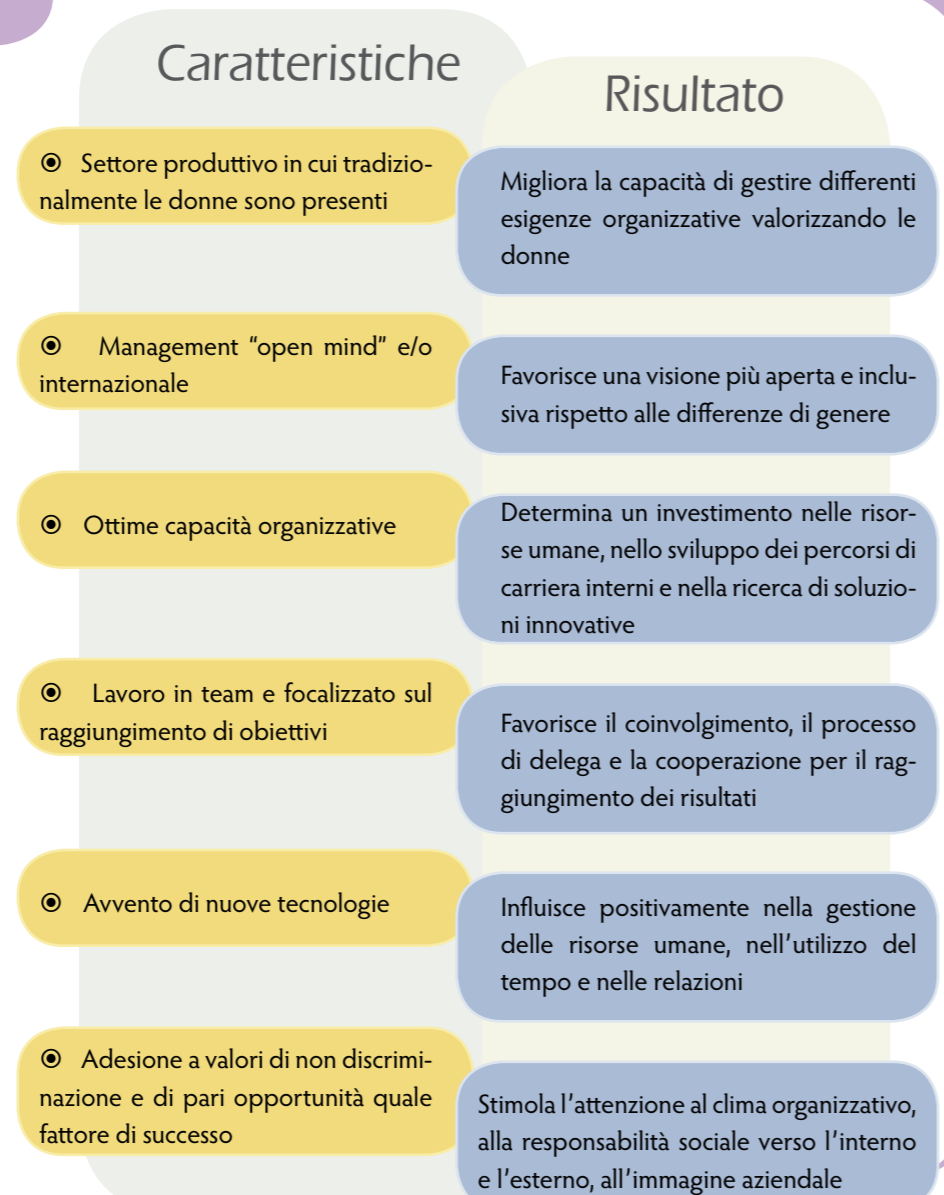 Caratteristiche
Risultato
⦿ Settore produttivo in cui tradizio-
nalmente le donne sono presenti
Migliora la capacità di gestire differenti
esigenze organizzative valorizzando le
donne
⦿ Management “open mind” e/o
internazionale
Favorisce una visione più aperta e inclu-
siva rispetto alle differenze di genere
⦿ Ottime capacità organizzative
Determina un investimento nelle risor-
se umane, nello sviluppo dei percorsi di
carriera interni e nella ricerca di soluzio-
ni innovative
⦿ Lavoro in team e focalizzato sul
raggiungimento di obiettivi
Favorisce il coinvolgimento, il processo
di delega e la cooperazione per il rag-
giungimento dei risultati
⦿ Avvento di nuove tecnologie
Influisce positivamente nella gestione
delle risorse umane, nell’utilizzo del
tempo e nelle relazioni
⦿ Adesione a valori di non discrimi-
nazione e di pari opportunità quale
fattore di successo
Stimola l’attenzione al clima organizzativo,
alla responsabilità sociale verso l’interno
e l’esterno, all’immagine aziendale